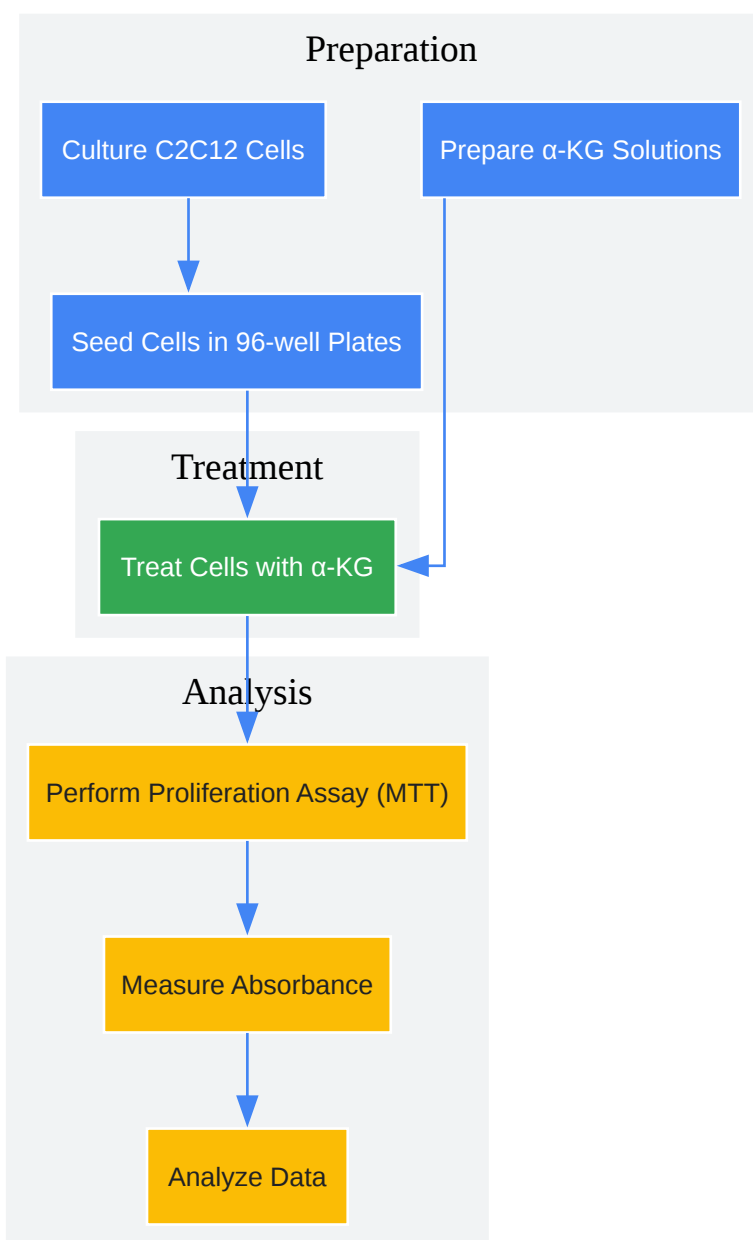 Preparation
Culture C2C12 Cells
Prepare α-KG Solutions
Seed Cells in 96-well Plates
Treatment
Treat Cells with α-KG
Analysis
Perform Proliferation Assay (MTT)
Measure Absorbance
Analyze Data